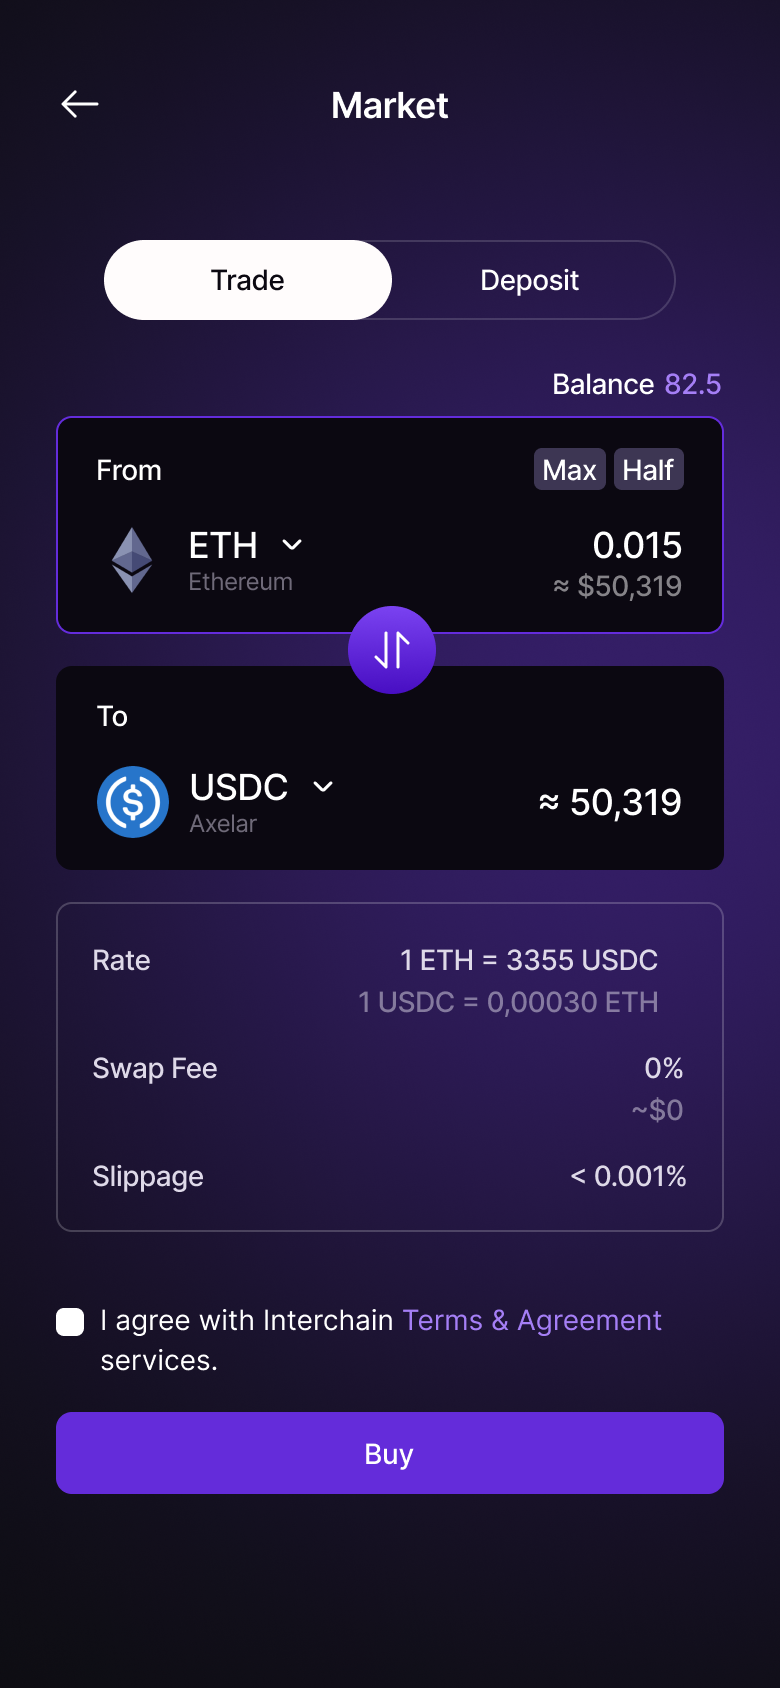 Market
Trade
Deposit
Balance 82.5
From
Max
Half
ETH
0.015
Ethereum
≈ $50,319
To
USDC
≈ 50,319
Axelar
Rate
1 ETH = 3355 USDC
1 USDC = 0,00030 ETH
Swap Fee
0%
~$0
Slippage
< 0.001%
I agree with Interchain Terms & Agreement
services.
Buy